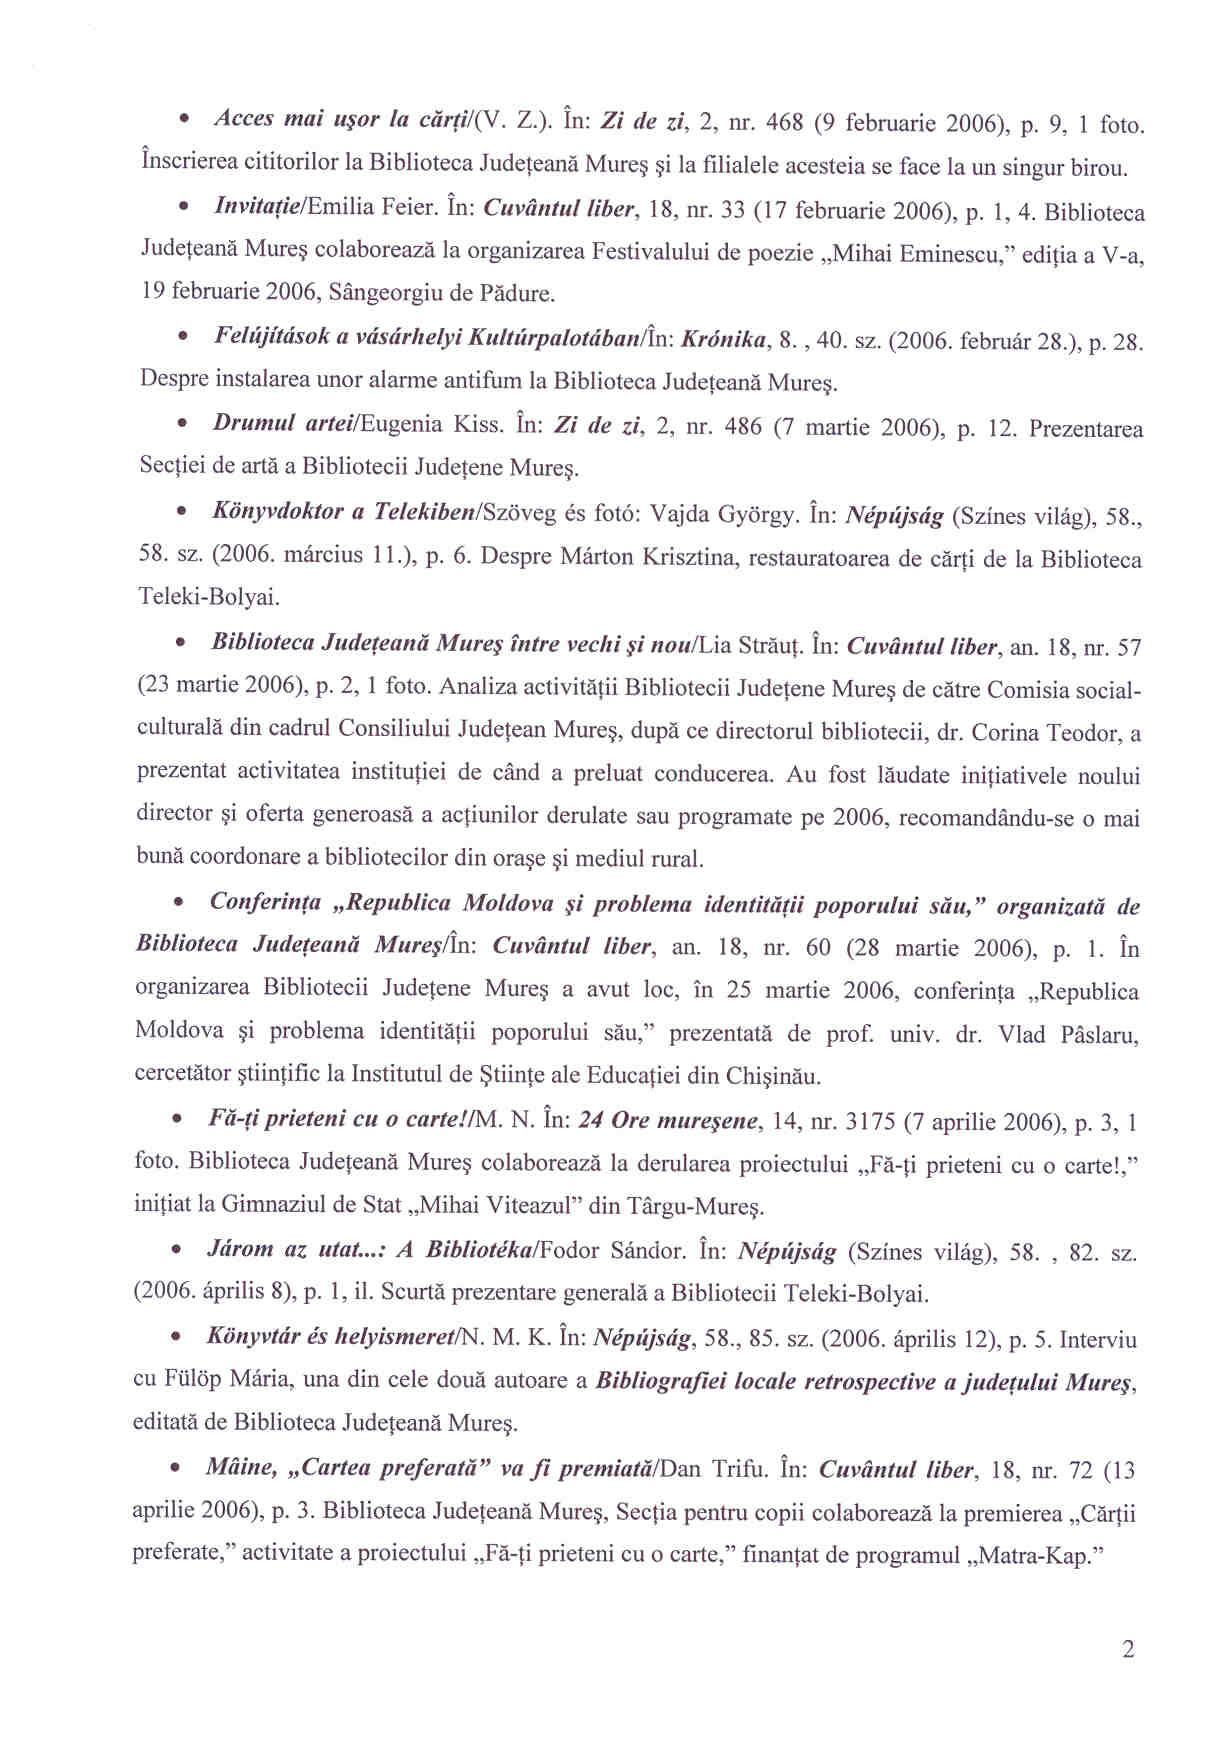 • Acces mai uşor la cărţi/(V. Z.). În: Zi de zi, 2, nr. 468 (9 februarie 2006), p. 9, 1 foto.
Înscrierea cititorilor la Biblioteca Judeţeană Mureş şi la filialele acesteia se face la un singur birou.
• Invitaţie/Emilia Feier. În: Cuvântul liber, 18, nr. 33 (17 februarie 2006), p. 1, 4. Biblioteca
Judeţeană Mureş colaborează la organizarea Festivalului de poezie „Mihai Eminescu,” ediţia a V-a,
19 februarie 2006, Sângeorgiu de Pădure.
• Felújítások a vásárhelyi Kultúrpalotában/În: Krónika, 8. , 40. sz. (2006. február 28.), p. 28.
Despre instalarea unor alarme antifum la Biblioteca Judeţeană Mureş.
• Drumul artei/Eugenia Kiss. În: Zi de zi, 2, nr. 486 (7 martie 2006), p. 12. Prezentarea
Secţiei de artă a Bibliotecii Judeţene Mureş.
• Könyvdoktor a Telekiben/Szöveg és fotó: Vajda György. În: Népújság (Színes világ), 58.,
58. sz. (2006. március 11.), p. 6. Despre Márton Krisztina, restauratoarea de cărţi de la Biblioteca
Teleki-Bolyai.
• Biblioteca Judeţeană Mureş între vechi şi nou/Lia Străuţ. În: Cuvântul liber, an. 18, nr. 57
(23 martie 2006), p. 2, 1 foto. Analiza activităţii Bibliotecii Judeţene Mureş de către Comisia social-
culturală din cadrul Consiliului Judeţean Mureş, după ce directorul bibliotecii, dr. Corina Teodor, a
prezentat activitatea instituţiei de când a preluat conducerea. Au fost lăudate iniţiativele noului
director şi oferta generoasă a acţiunilor derulate sau programate pe 2006, recomandându-se o mai
bună coordonare a bibliotecilor din oraşe şi mediul rural.
• Conferinţa „Republica Moldova şi problema identităţii poporului său,” organizată de
Biblioteca Judeţeană Mureş/În: Cuvântul liber, an. 18, nr. 60 (28 martie 2006), p. 1. În
organizarea Bibliotecii Judeţene Mureş a avut loc, în 25 martie 2006, conferinţa „Republica
Moldova şi problema identităţii poporului său,” prezentată de prof. univ. dr. Vlad Pâslaru,
cercetător ştiinţific la Institutul de Ştiinţe ale Educaţiei din Chişinău.
• Fă-ţi prieteni cu o carte!/M. N. În: 24 Ore mureşene, 14, nr. 3175 (7 aprilie 2006), p. 3, 1
foto. Biblioteca Judeţeană Mureş colaborează la derularea proiectului „Fă-ţi prieteni cu o carte!,”
iniţiat la Gimnaziul de Stat „Mihai Viteazul” din Târgu-Mureş.
• Járom az utat...: A Bibliotéka/Fodor Sándor. În: Népújság (Színes világ), 58. , 82. sz.
(2006. április 8), p. 1, il. Scurtă prezentare generală a Bibliotecii Teleki-Bolyai.
• Könyvtár és helyismeret/N. M. K. În: Népújság, 58., 85. sz. (2006. április 12), p. 5. Interviu
cu Fülöp Mária, una din cele două autoare a Bibliografiei locale retrospective a judeţului Mureş,
editată de Biblioteca Judeţeană Mureş.
• Mâine, „Cartea preferată” va fi premiată/Dan Trifu. În: Cuvântul liber, 18, nr. 72 (13
aprilie 2006), p. 3. Biblioteca Judeţeană Mureş, Secţia pentru copii colaborează la premierea „Cărţii
preferate,” activitate a proiectului „Fă-ţi prieteni cu o carte,” finanţat de programul „Matra-Kap.”
2